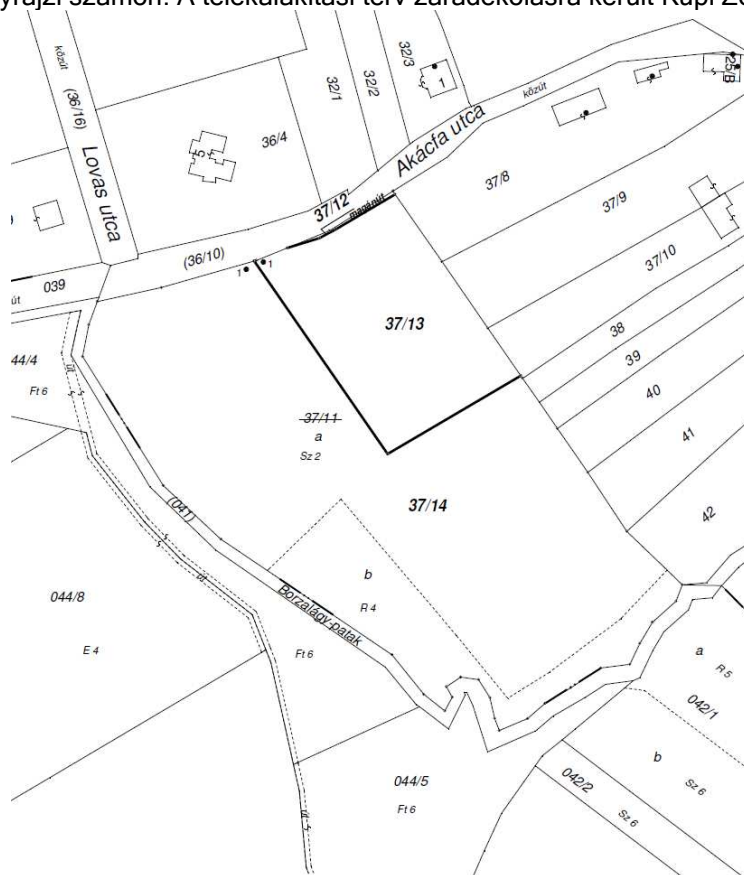 yrajzi számon. A telekalakítási terv záradékolásra került Kupi Zo
közút
(36/16)
Lovas utca
32/1
32/2
32/3
1
közút
25/B
36/4
5
Akácfa utca
37/12
magánút
37/8
37/9
37/10
(36/10)
1
1
039
út
37/13
38
39
40
41
42
44/4
Ft 6
út
37/11
a
Sz 2
37/14
(041)
b
R 4
Borzalágy-patak
út
044/8
E 4
Ft 6
a
R 5
042/1
b
Sz 6
042/2
Sz 6
044/5
Ft 6
út